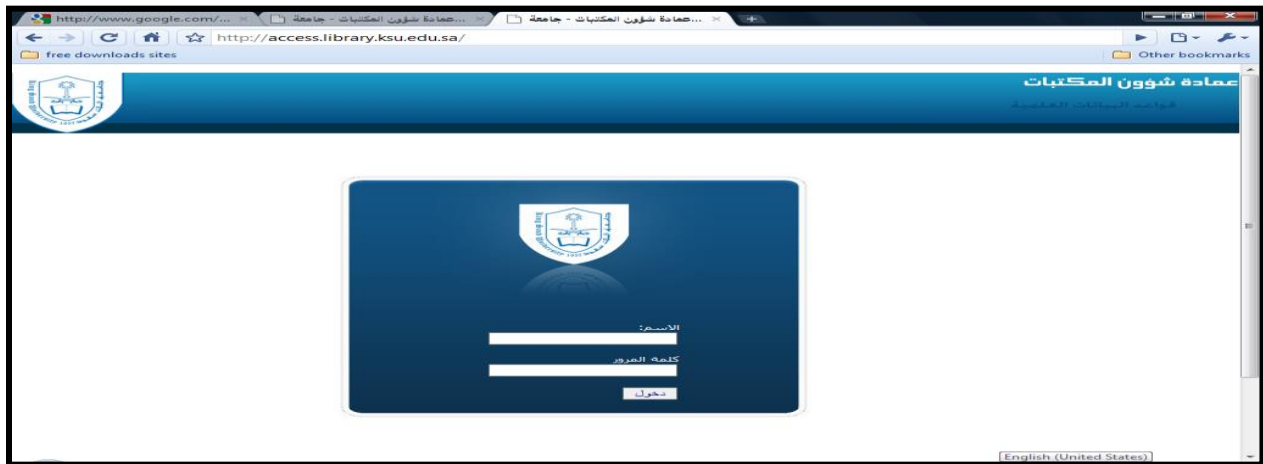 http://www.google.com/...
عمادة شؤون المكتبات - جامعة...
عمادة شؤون المكتبات - جامعة...
http://access.library.ksu.edu.sa/
free downloads sites
Other bookmarks
عمادة شؤون المكتبات
قواعد البيانات العلمية
الاسم:
كلمة المرور
دخول
English (United States)